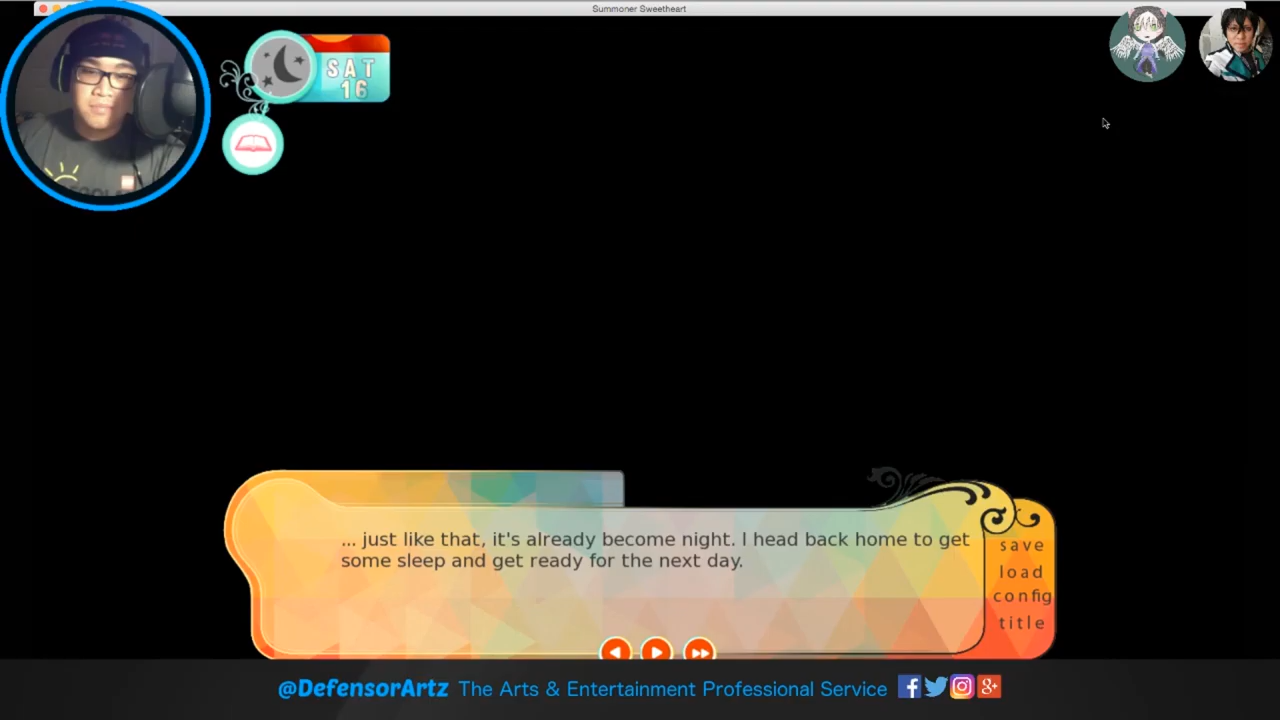 Summoner Sweetheart
SAT
16
... just like that, it's already become night. I head back home to get
some sleep and get ready for the next day.
save
load
config
title
@DefensorArtz The Arts & Entertainment Professional Service